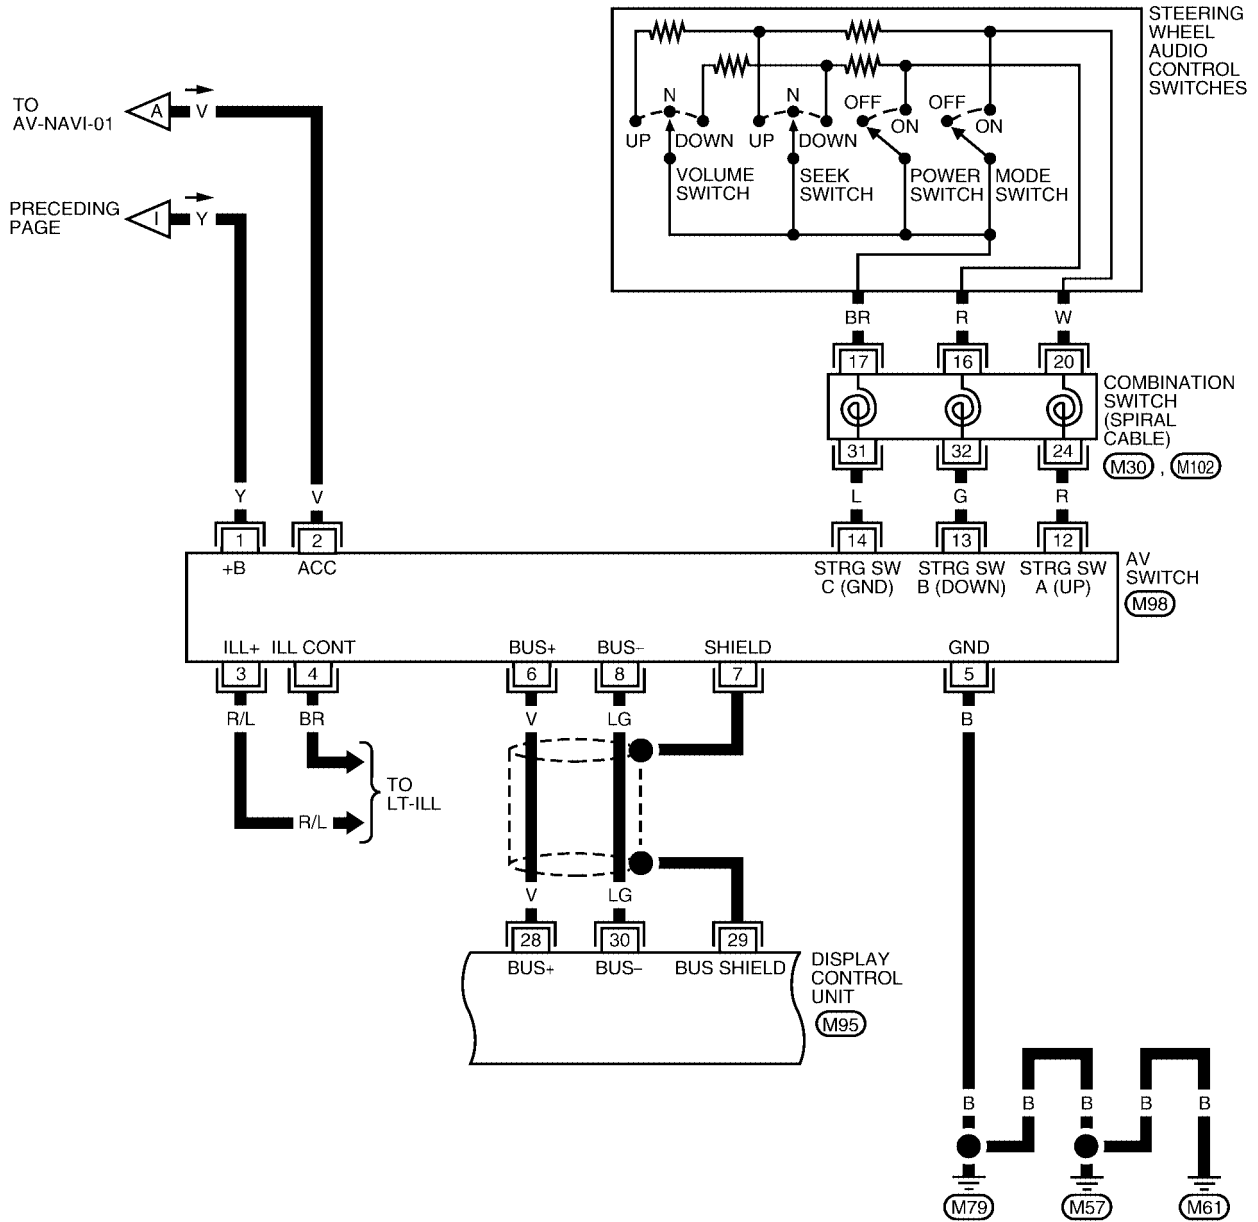 STEERING
WHEEL
AUDIO
CONTROL
SWITCHES
N
N
OFF
OFF
ON
ON
UP
DOWN
UP
DOWN
VOLUME
SWITCH
SEEK
SWITCH
POWER
SWITCH
MODE
SWITCH
TO
AV-NAVI-01
A
V
PRECEDING
PAGE
I
Y
BR
R
W
17
16
20
COMBINATION
SWITCH
(SPIRAL
CABLE)
M30 , M102
31
32
24
Y
V
L
G
R
1
2
14
13
12
+B
ACC
STRG SW
C (GND)
STRG SW
B (DOWN)
STRG SW
A (UP)
AV
SWITCH
M98
ILL+
ILL CONT
BUS+
BUS–
SHIELD
GND
3
4
6
8
7
5
R/L
BR
V
LG
B
TO
LT-ILL
R/L
V
LG
28
30
29
BUS+
BUS–
BUS SHIELD
DISPLAY
CONTROL
UNIT
M95
B
B
B
B
B
M79
M57
M61